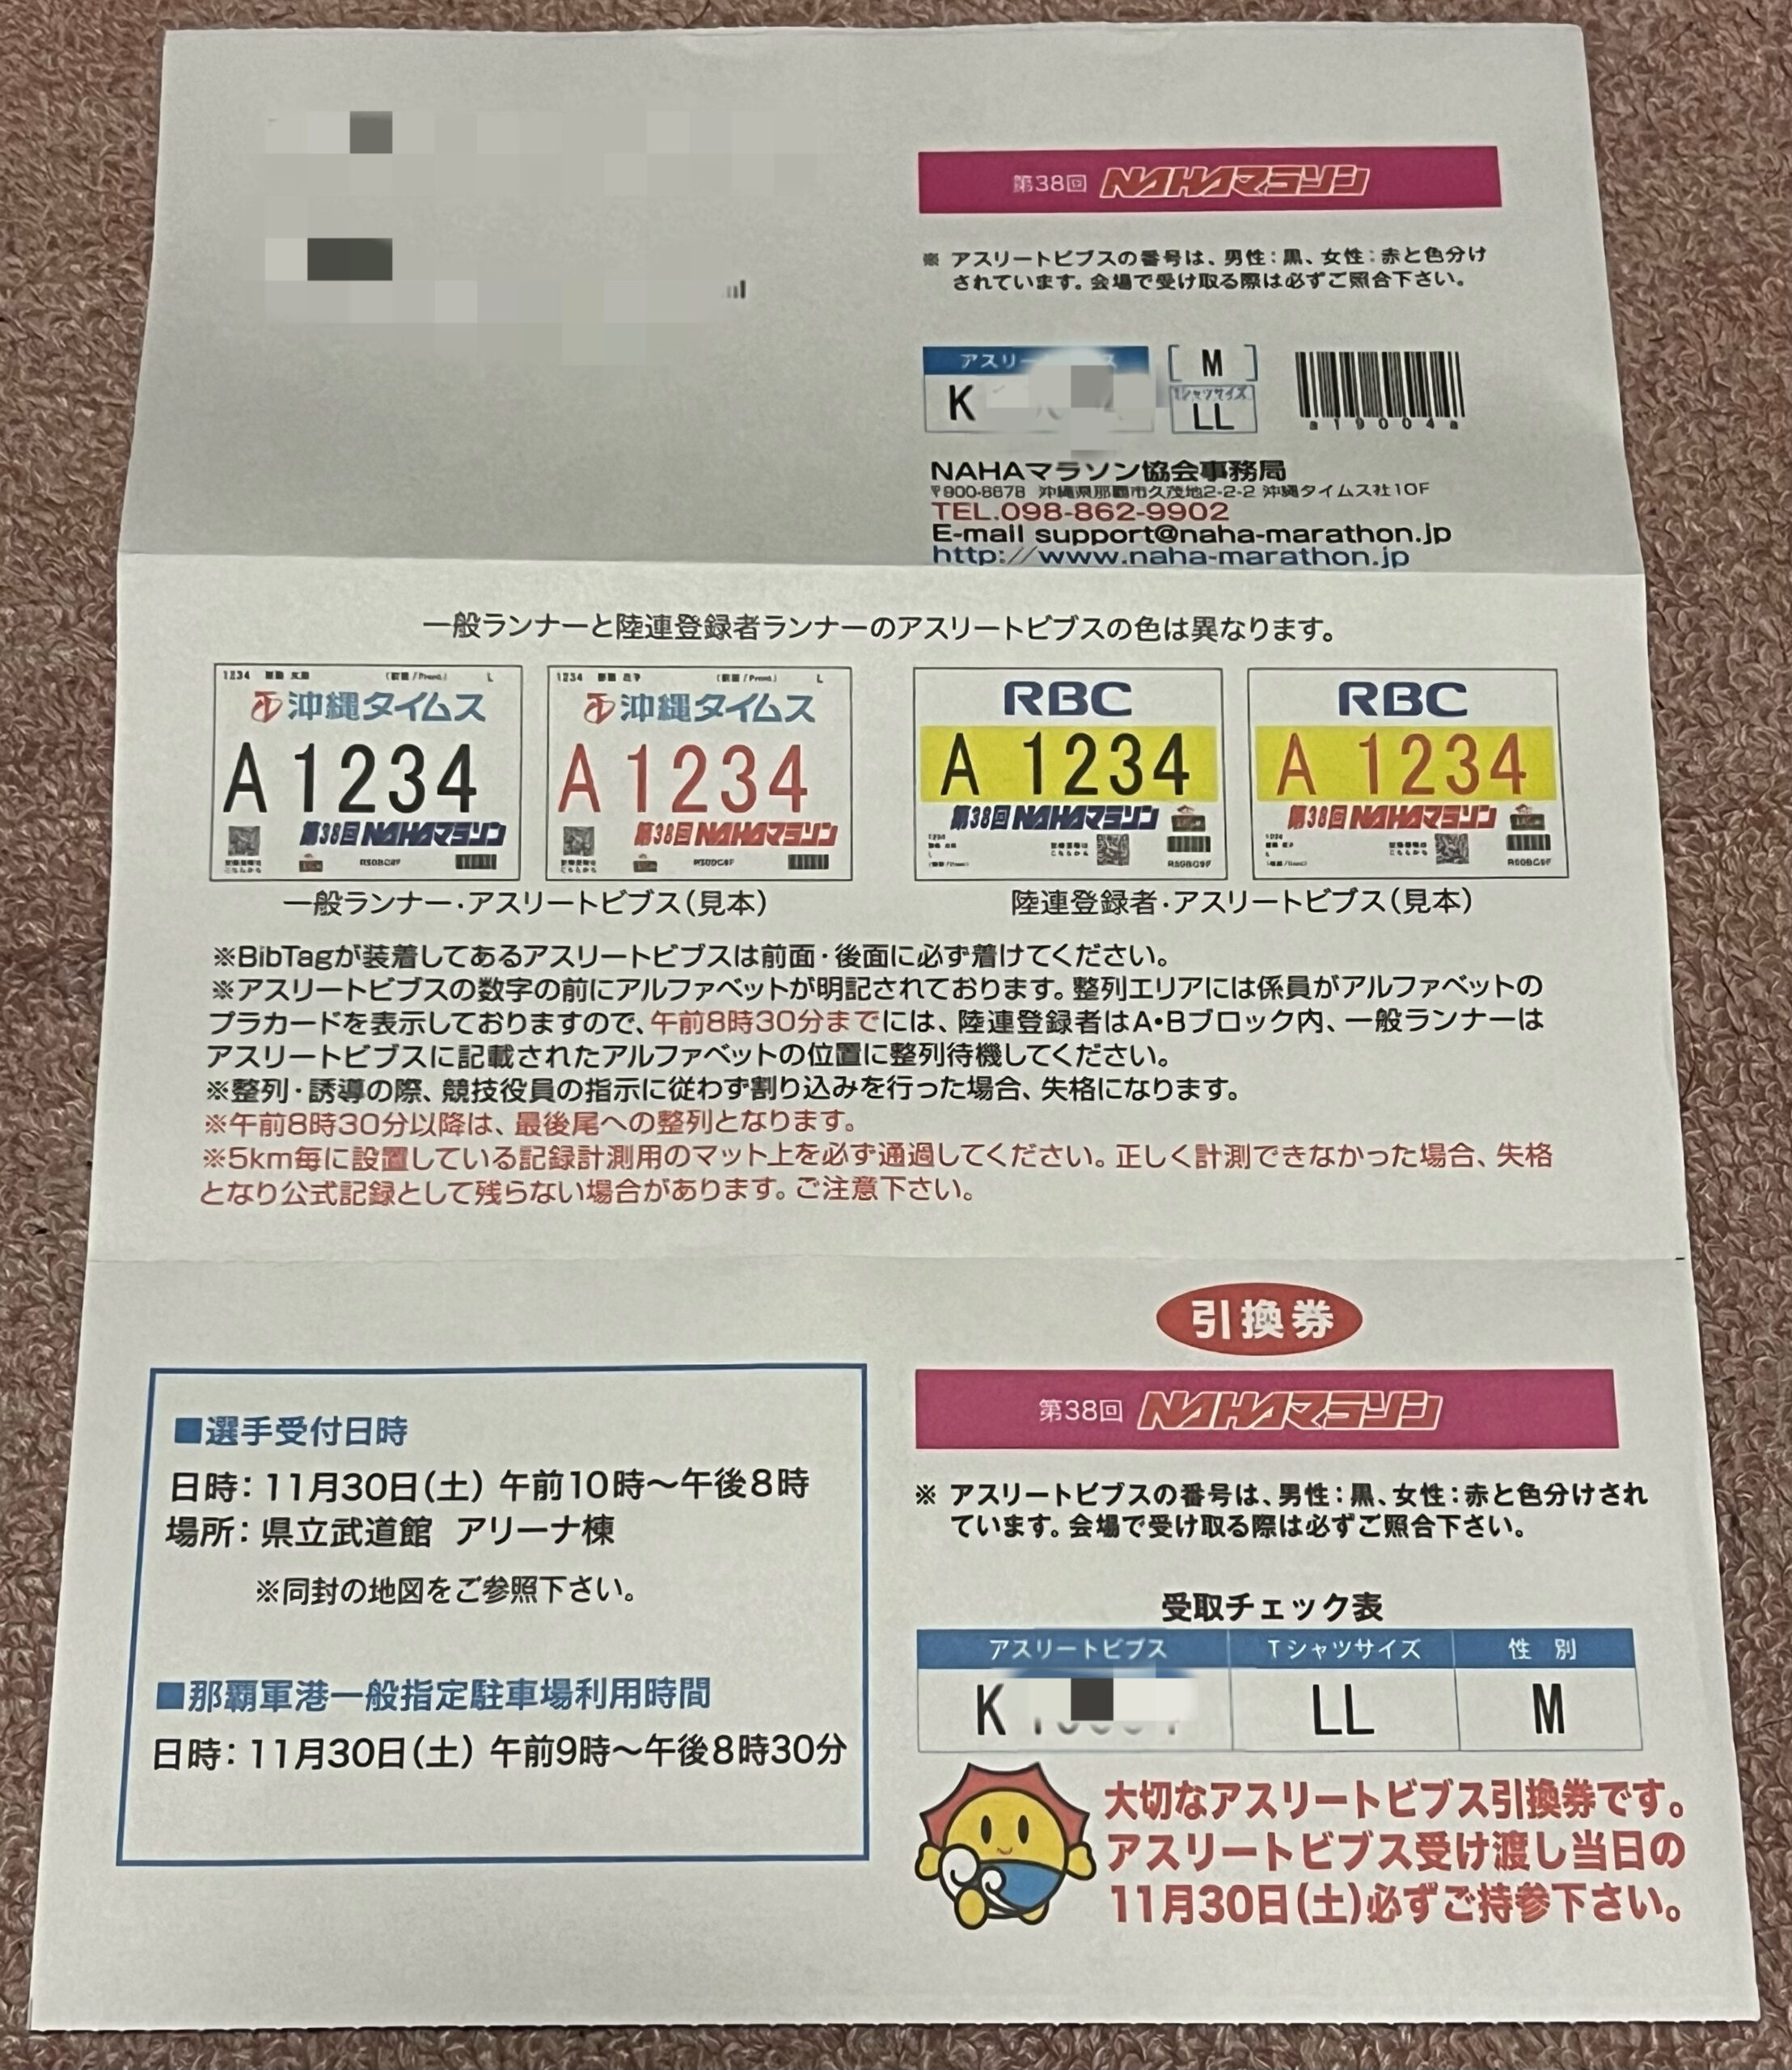 第38回 NAHAマラソン
※ アスリートビブスの番号は、男性：黒、女性：赤と色分け
されています。会場で受け取る際は必ずご照合下さい。
K
[ M ]
Tシャツサイズ
LL
NAHAマラソン協会事務局
〒900-8678 沖縄県那覇市久茂地2-2-2 沖縄タイムス社10F
TEL.098-862-9902
E-mail support@naha-marathon.jp
http://www.naha-marathon.jp
一般ランナーと陸連登録者ランナーのアスリートビブスの色は異なります。
1234 (前面/Front) L
沖縄タイムス
A 1234
第38回NAHAマラソン
1234 (前面/Front) L
沖縄タイムス
A 1234
第38回NAHAマラソン
RBC
A 1234
第38回NAHAマラソン
RBC
A 1234
第38回NAHAマラソン
一般ランナー・アスリートビブス(見本)
陸連登録者・アスリートビブス(見本)
※BibTagが装着してあるアスリートビブスは前面・後面に必ず着けてください。
※アスリートビブスの数字の前にアルファベットが明記されております。整列エリアには係員がアルファベットの
プラカードを表示しておりますので、午前8時30分までには、陸連登録者はA・Bブロック内、一般ランナーは
アスリートビブスに記載されたアルファベットの位置に整列待機してください。
※整列・誘導の際、競技役員の指示に従わず割り込みを行った場合、失格になります。
※午前8時30分以降は、最後尾への整列となります。
※5km毎に設置している記録計測用のマット上を必ず通過してください。正しく計測できなかった場合、失格
となり公式記録として残らない場合があります。ご注意下さい。
■選手受付日時
日時：11月30日(土) 午前10時～午後8時
場所：県立武道館 アリーナ棟
※同封の地図をご参照下さい。
■那覇軍港一般指定駐車場利用時間
日時：11月30日(土) 午前9時～午後8時30分
引換券
第38回 NAHAマラソン
※ アスリートビブスの番号は、男性：黒、女性：赤と色分けされ
ています。会場で受け取る際は必ずご照合下さい。
受取チェック表
アスリートビブス Tシャツサイズ 性 別
K LL M
大切なアスリートビブス引換券です。
アスリートビブス受け渡し当日の
11月30日(土)必ずご持参下さい。